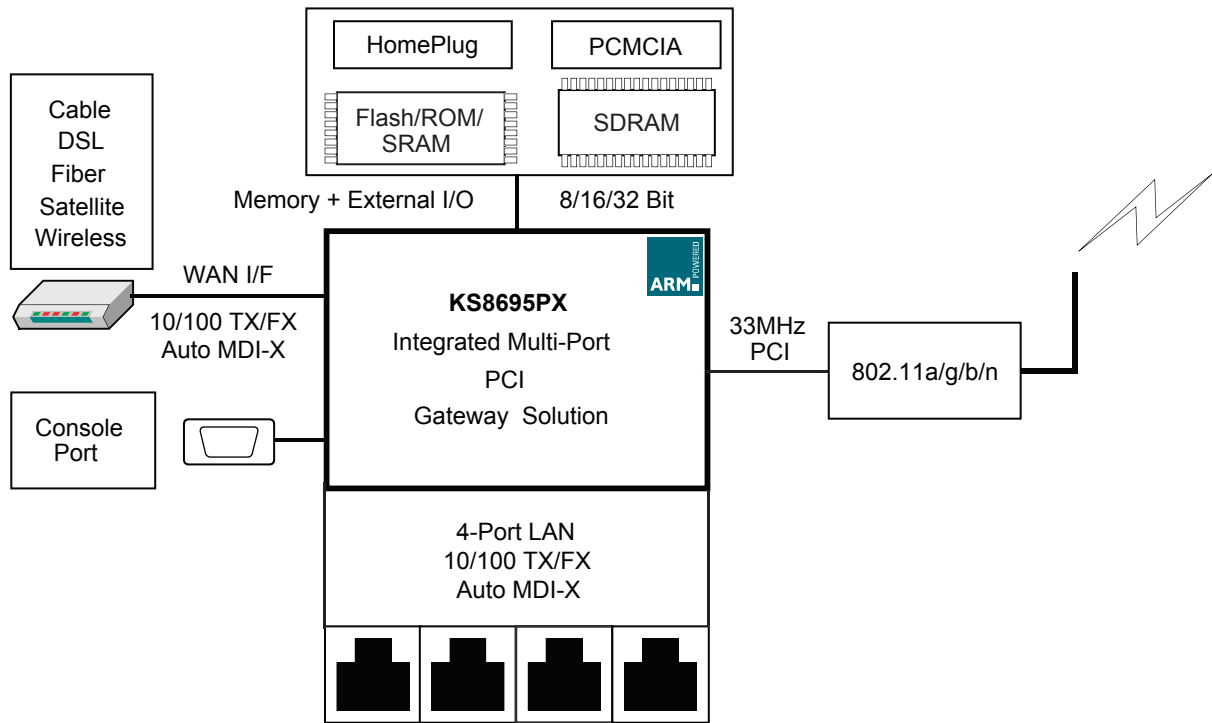 HomePlug
PCMCIA
Flash/ROM/
SRAM
SDRAM
Cable
DSL
Fiber
Satellite
Wireless
Memory + External I/O
8/16/32 Bit
WAN I/F
10/100 TX/FX
Auto MDI-X
ARM POWERED
KS8695PX
Integrated Multi-Port
PCI
Gateway Solution
33MHz
PCI
802.11a/g/b/n
Console
Port
4-Port LAN
10/100 TX/FX
Auto MDI-X